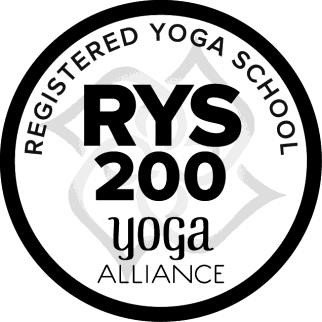 REGISTERED YOGA SCHOOL
RYS
200
yoga
ALLIANCE